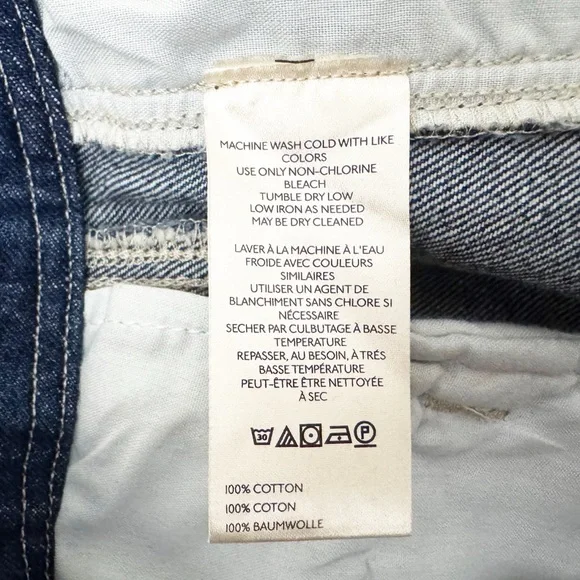 MACHINE WASH COLD WITH LIKE
COLORS
USE ONLY NON-CHLORINE
BLEACH
TUMBLE DRY LOW
LOW IRON AS NEEDED
MAY BE DRY CLEANED
LAVER À LA MACHINE À L'EAU
FROIDE AVEC COULEURS
SIMILAIRES
UTILISER UN AGENT DE
BLANCHIMENT SANS CHLORE SI
NÉCESSAIRE
SECHER PAR CULBUTAGE À BASSE
TEMPERATURE
REPASSER, AU BESOIN, À TRÉS
BASSE TEMPÉRATURE
PEUT-ÊTRE ÊTRE NETTOYÉE
À SEC
30 P
100% COTTON
100% COTON
100% BAUMWOLLE